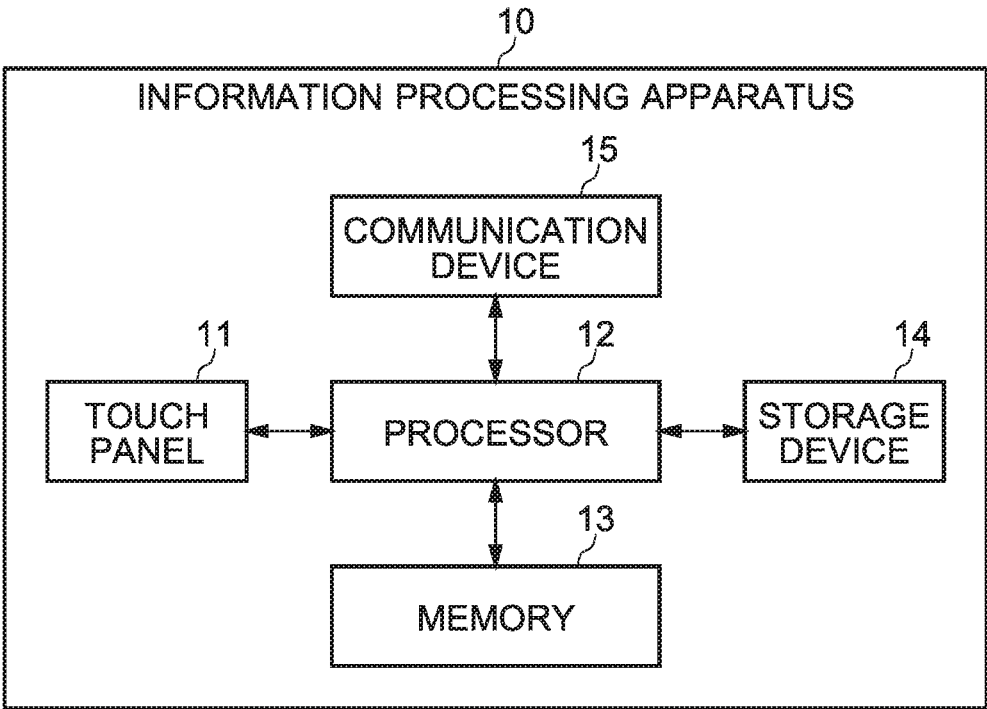 10
INFORMATION PROCESSING APPARATUS
15
COMMUNICATION
DEVICE
11
TOUCH
PANEL
12
PROCESSOR
14
STORAGE
DEVICE
13
MEMORY